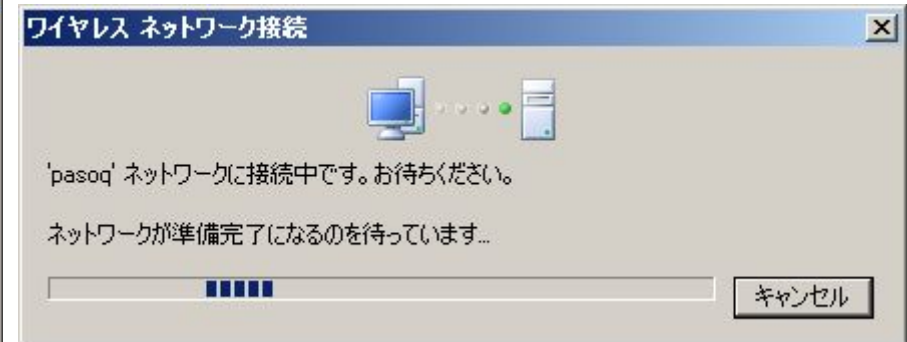 ワイヤレス ネットワーク接続
'pasoq' ネットワークに接続中です。お待ちください。
ネットワークが準備完了になるのを待っています...
キャンセル